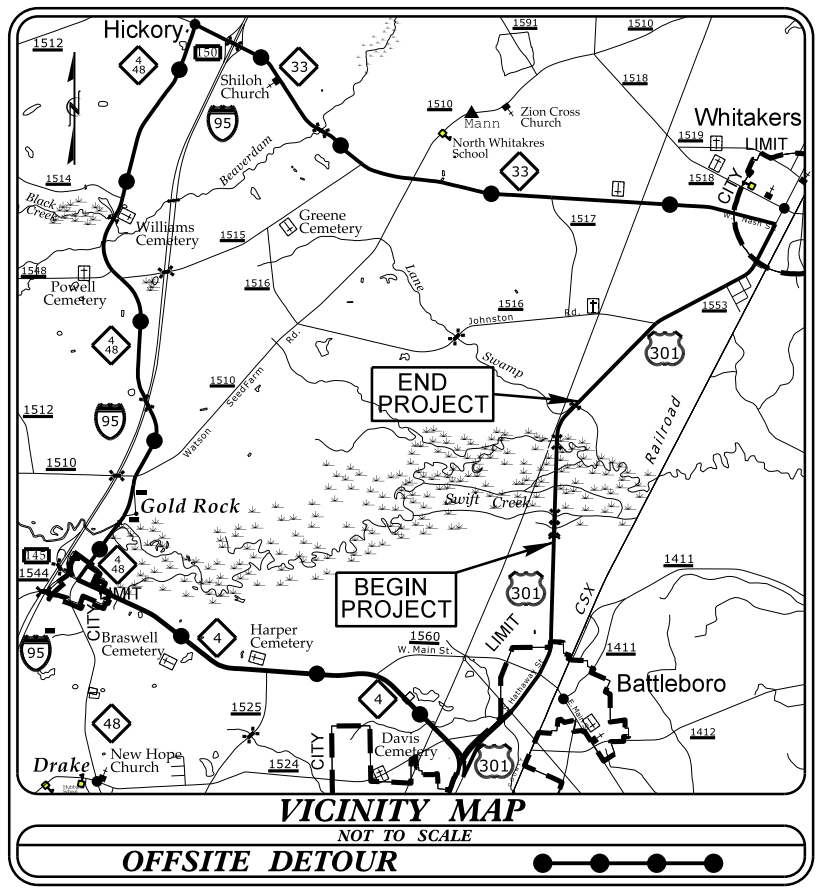 Hickory
1591
1510
1512
150
4
48
33
Shiloh
Church
1518
95
1510
Mann
Zion Cross
Church
Whitakers
North Whitakres
School
1519
LIMIT
Beaverdam
33
CITY
1514
1518
Black
Creek
W. Nash St.
Williams
Cemetery
Greene
Cemetery
1517
1515
Lane
1548
Powell
Cemetery
1516
1516
1553
Johnston
Rd.
Rd.
4
48
Swamp
301
END
PROJECT
1510
SeedFarm
1512
95
Watson
Railroad
1510
Gold Rock
Swift
Creek
145
4
48
1544
BEGIN
PROJECT
301
1411
CSX
LIMIT
CITY
LIMIT
95
Braswell
Cemetery
4
Harper
Cemetery
1560
W. Main St.
1411
Hathaway St.
Battleboro
4
1525
48
E. Main
1412
Davis
Cemetery
CITY
New Hope
Church
Drake
1524
301
VICINITY MAP
NOT TO SCALE
OFFSITE DETOUR